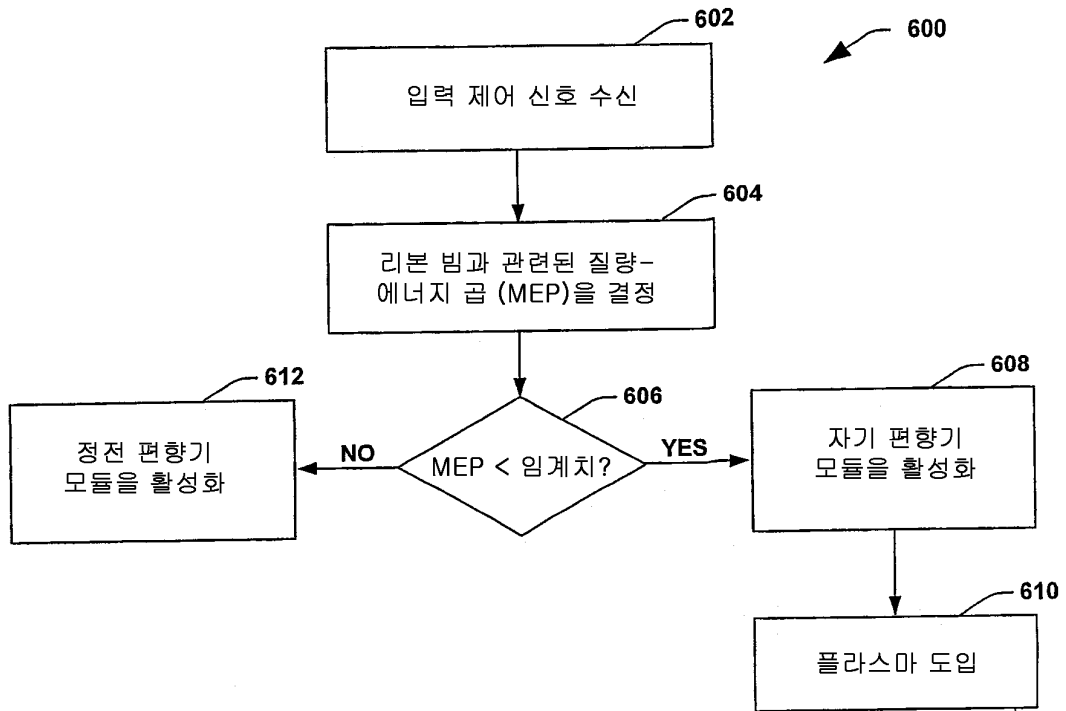 602
600
입력 제어 신호 수신
604
리본 빔과 관련된 질량-
에너지 곱 (MEP)을 결정
612
606
608
정전 편향기
모듈을 활성화
NO
MEP < 임계치?
YES
자기 편향기
모듈을 활성화
610
플라스마 도입